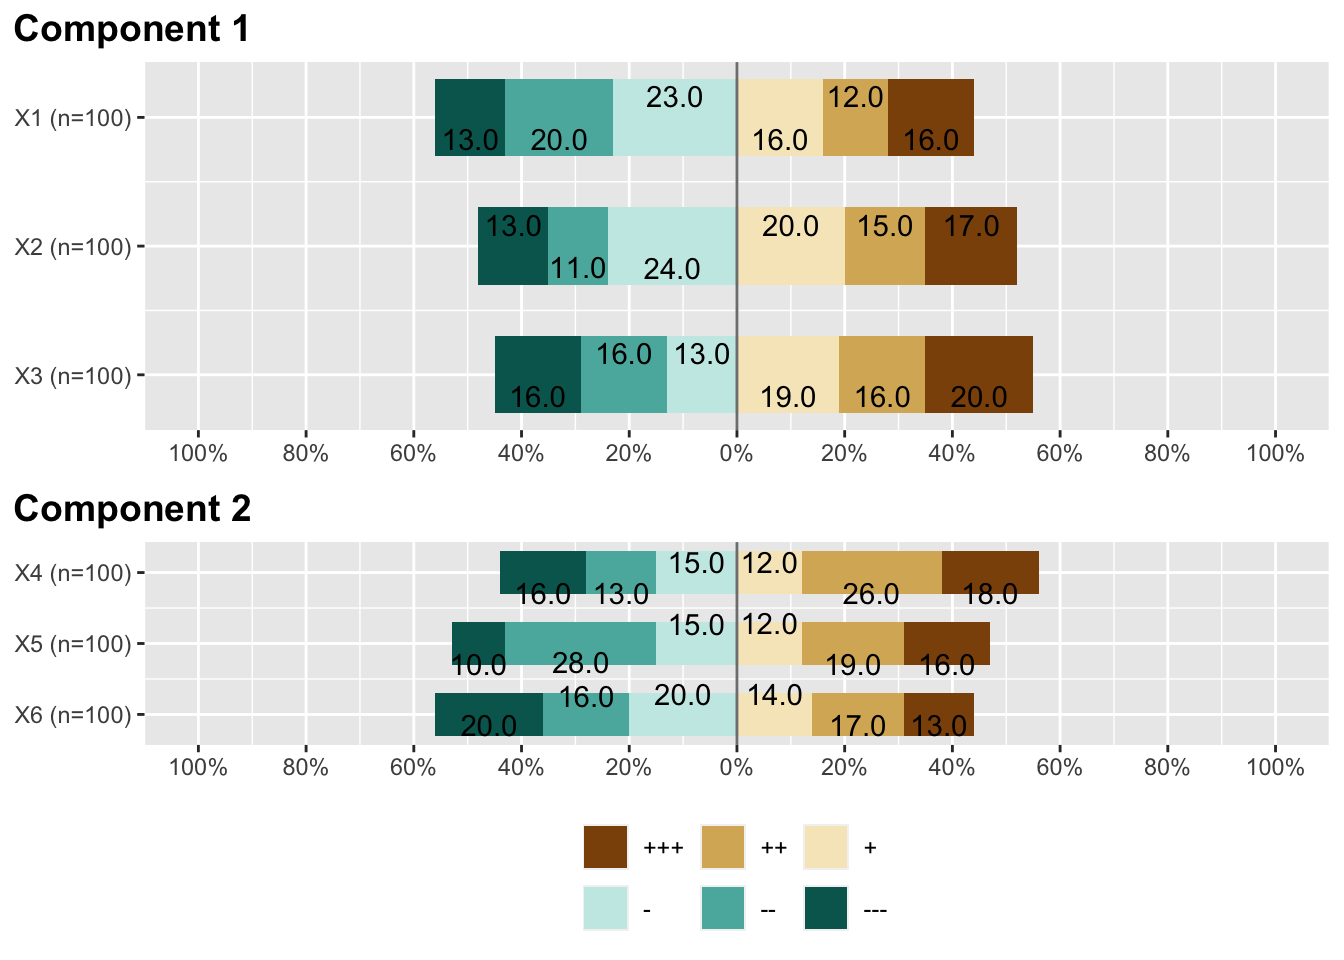 Component 1
X1 (n=100)
13.0 20.0 23.0 16.0 12.0 16.0
X2 (n=100)
13.0 11.0 24.0 20.0 15.0 17.0
X3 (n=100)
16.0 16.0 13.0 19.0 16.0 20.0
100% 80% 60% 40% 20% 0% 20% 40% 60% 80% 100%
Component 2
X4 (n=100)
16.0 13.0 15.0 12.0 26.0 18.0
X5 (n=100)
10.0 28.0 15.0 12.0 19.0 16.0
X6 (n=100)
20.0 16.0 20.0 14.0 17.0 13.0
100% 80% 60% 40% 20% 0% 20% 40% 60% 80% 100%
+++ ++ +
- -- ---